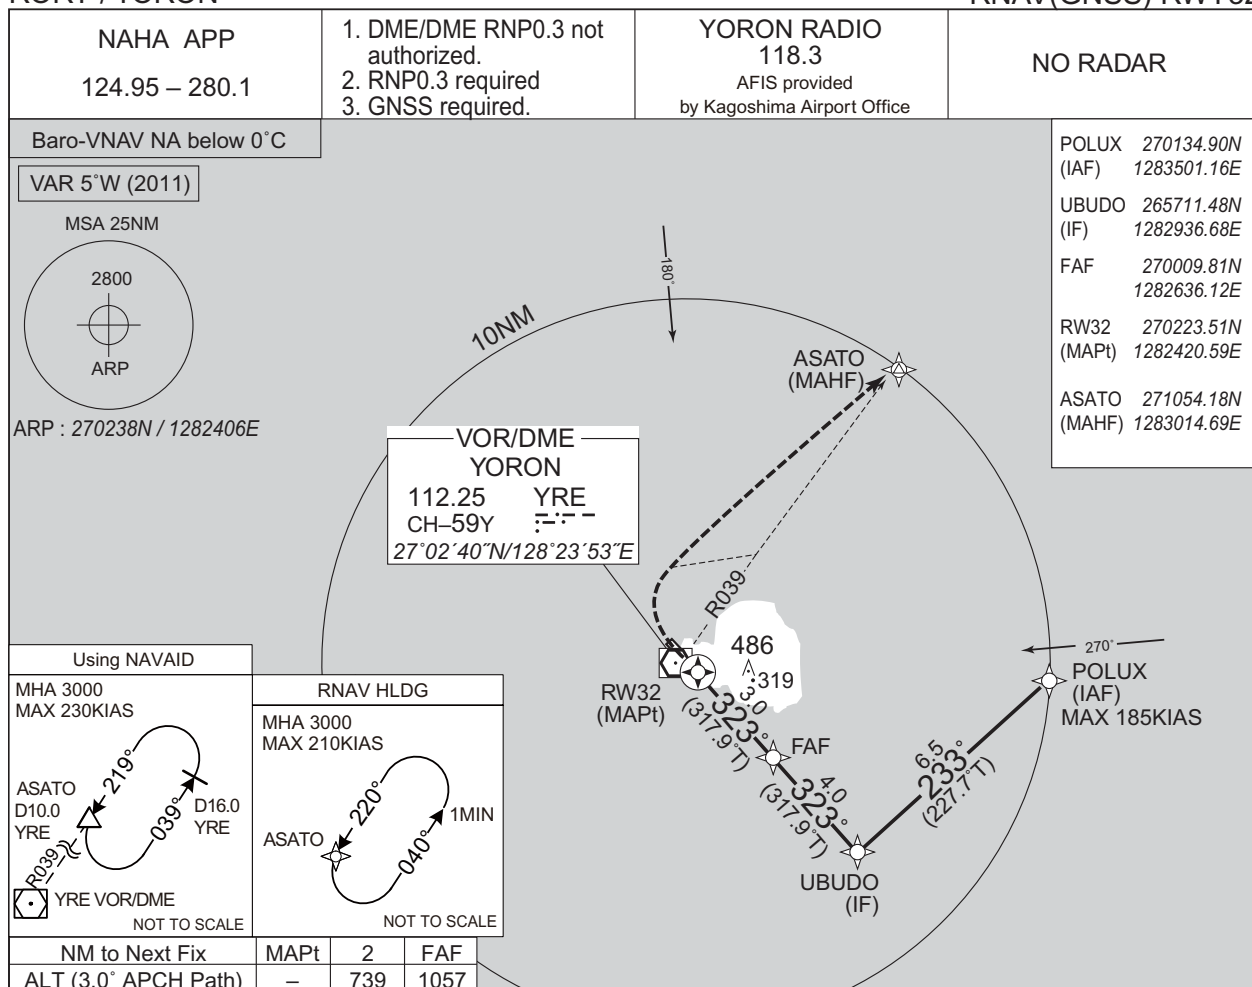 NAHA APP
124.95 – 280.1
1. DME/DME RNP0.3 not
authorized.
2. RNP0.3 required
3. GNSS required.
YORON RADIO
118.3
AFIS provided
by Kagoshima Airport Office
NO RADAR
Baro-VNAV NA below 0˚C
VAR 5˚W (2011)
MSA 25NM
2800
ARP
ARP : 270238N / 1282406E
POLUX 270134.90N
(IAF) 1283501.16E
UBUDO 265711.48N
(IF) 1282936.68E
FAF 270009.81N
1282636.12E
RW32 270223.51N
(MAPt) 1282420.59E
ASATO 271054.18N
(MAHF) 1283014.69E
180˚
10NM
ASATO
(MAHF)
VOR/DME
YORON
112.25 YRE
CH–59Y
27˚02´40˝N/128˚23´53˝E
R039
486
319
270˚
RW32
(MAPt)
3.0
323˚
(317.9˚T)
FAF
4.0
323˚
(317.9˚T)
POLUX
(IAF)
MAX 185KIAS
6.5
233˚
(227.7˚T)
UBUDO
(IF)
Using NAVAID
MHA 3000
MAX 230KIAS
219˚
039˚
ASATO
D10.0
YRE
D16.0
YRE
R039
YRE VOR/DME
NOT TO SCALE
RNAV HLDG
MHA 3000
MAX 210KIAS
220˚
040˚
1MIN
ASATO
NOT TO SCALE
NM to Next Fix MAPt 2 FAF
ALT (3.0˚ APCH Path) – 739 1057